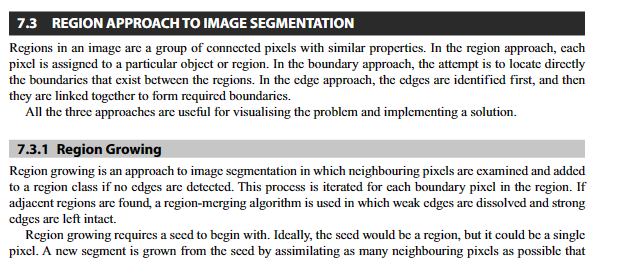 7.3 REGION APPROACH TO IMAGE SEGMENTATION
Regions in an image are a group of connected pixels with similar properties. In the region approach, each
pixel is assigned to a particular object or region. In the boundary approach, the attempt is to locate directly
the boundaries that exist between the regions. In the edge approach, the edges are identified first, and then
they are linked together to form required boundaries.
All the three approaches are useful for visualising the problem and implementing a solution.
7.3.1 Region Growing
Region growing is an approach to image segmentation in which neighbouring pixels are examined and added
to a region class if no edges are detected. This process is iterated for each boundary pixel in the region. If
adjacent regions are found, a region-merging algorithm is used in which weak edges are dissolved and strong
edges are left intact.
Region growing requires a seed to begin with. Ideally, the seed would be a region, but it could be a single
pixel. A new segment is grown from the seed by assimilating as many neighbouring pixels as possible that